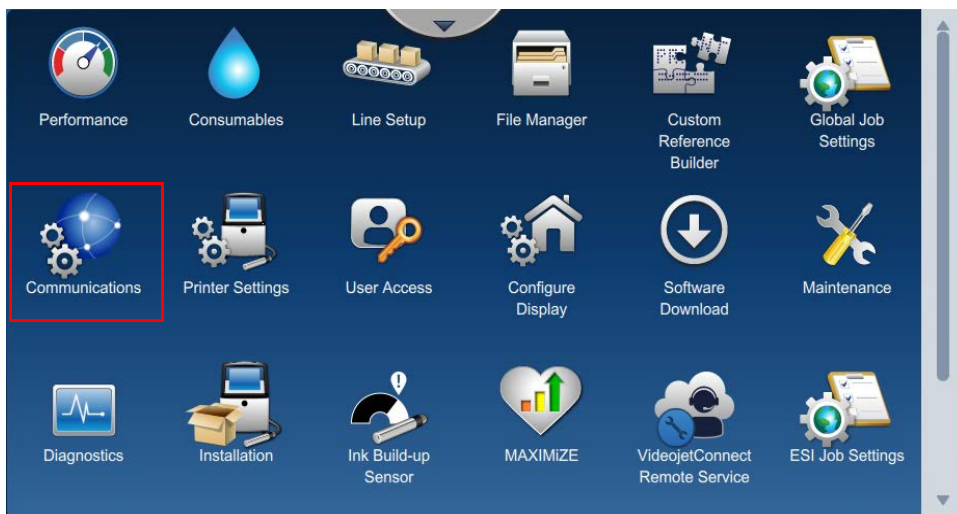 Performance
Consumables
Line Setup
File Manager
Custom
Reference
Builder
Global Job
Settings
Communications
Printer Settings
User Access
Configure
Display
Software
Download
Maintenance
Diagnostics
Installation
Ink Build-up
Sensor
MAXIMiZE
VideojetConnect
Remote Service
ESI Job Settings